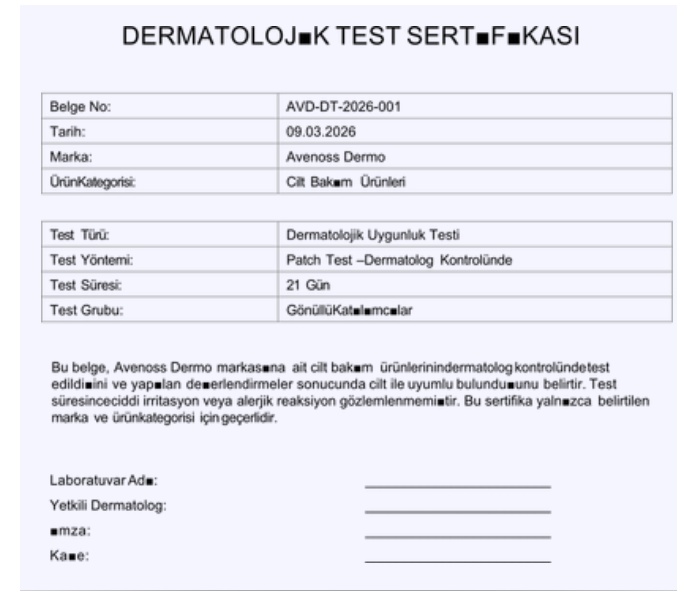 DERMATOLOJ■K TEST SERT■F■KASI
Belge No: AVD-DT-2026-001
Tarih: 09.03.2026
Marka: Avenoss Dermo
ÜrünKategorisi: Cilt Bak■m Ürünleri
Test Türü: Dermatolojik Uygunluk Testi
Test Yöntemi: Patch Test –Dermatolog Kontrolünde
Test Süresi: 21 Gün
Test Grubu: GönüllüKat■l■mc■lar
Bu belge, Avenoss Dermo markas■na ait cilt bak■m ürünlerinindermatologkontrolündetest
edildi■ini ve yap■lan de■erlendirmeler sonucunda cilt ile uyumlu bulundu■unu belirtir. Test
süresinceciddi irritasyon veya alerjik reaksiyon gözlemlenmemi■tir. Bu sertifika yaln■zca belirtilen
marka ve ürünkategorisi için geçerlidir.
Laboratuvar Ad■:
Yetkili Dermatolog:
■mza:
Ka■e: